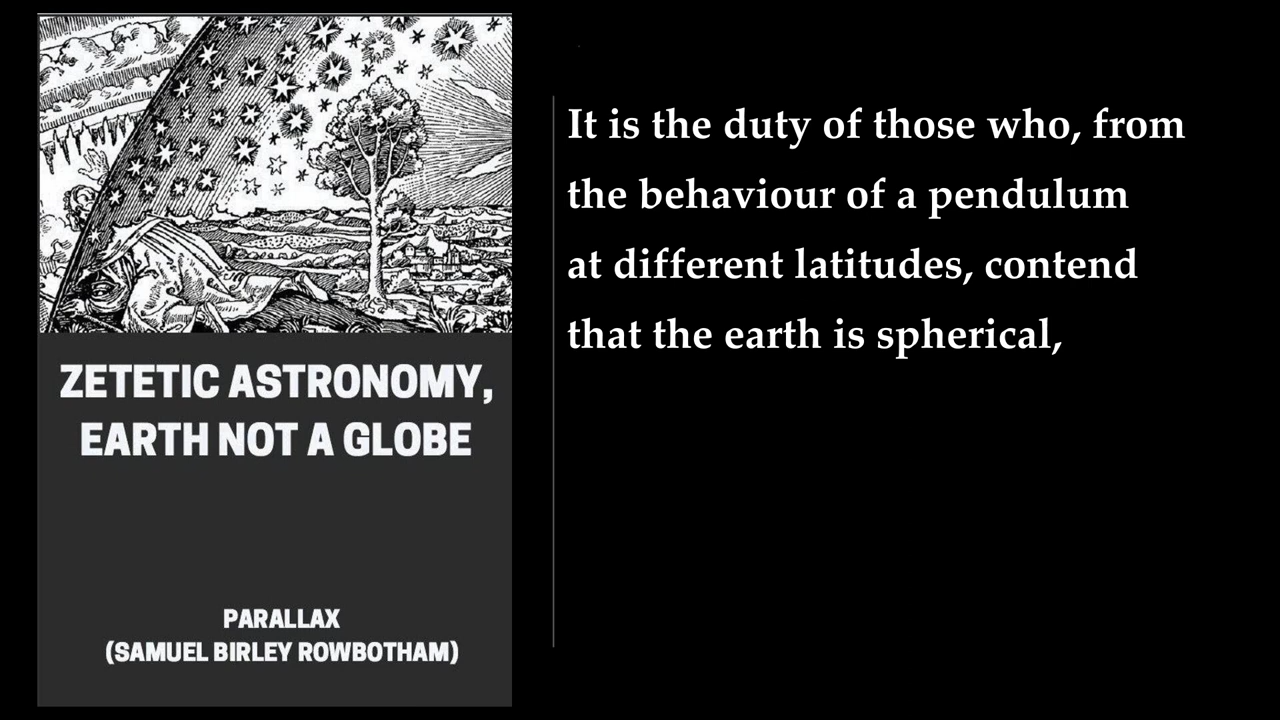 ZETETIC ASTRONOMY,
EARTH NOT A GLOBE
PARALLAX
(SAMUEL BIRLEY ROWBOTHAM)
It is the duty of those who, from
the behaviour of a pendulum
at different latitudes, contend
that the earth is spherical,